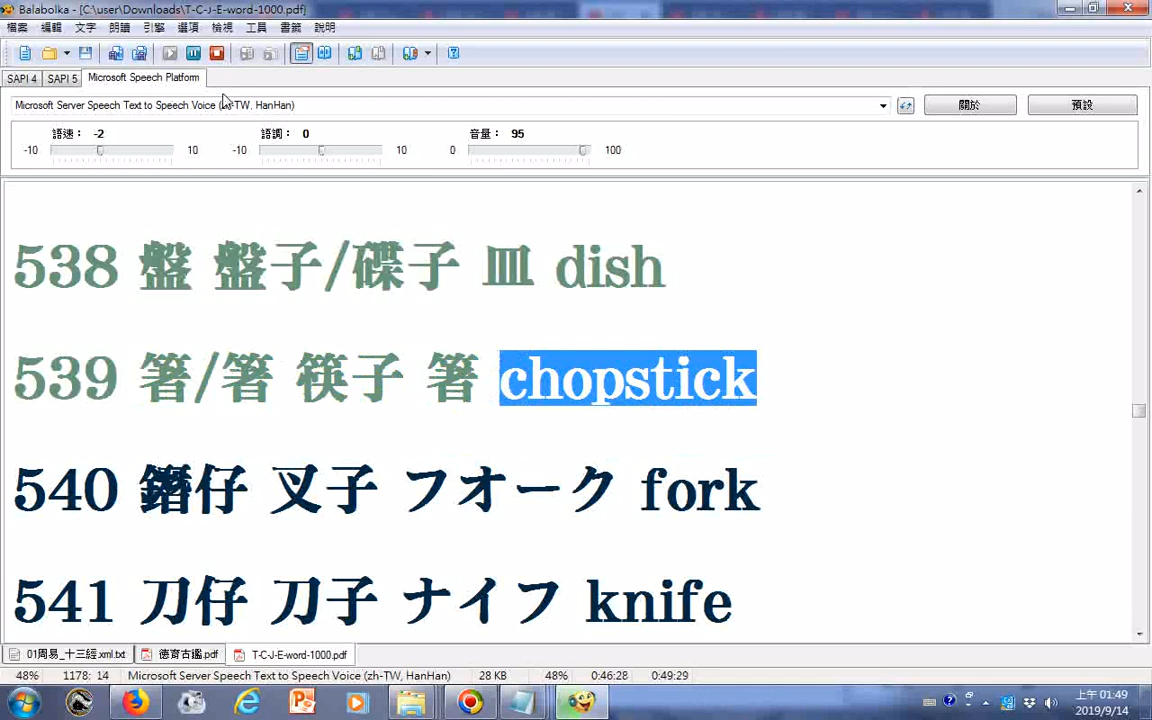 Balabolka - [C:\user\Downloads\T-C-J-E-word-1000.pdf]
檔案 編輯 文字 朗讀 引擎 選項 檢視 工具 書籤 說明
SAPI 4 SAPI 5 Microsoft Speech Platform
Microsoft Server Speech Text to Speech Voice (zh-TW, HanHan) 關於 預設
語速： -2 語調： 0 音量： 95
-10 10 -10 10 0 100
538 盤 盤子/碟子 皿 dish
539 箸/箸 筷子 箸 chopstick
540 鑱仔 叉子 フオーク fork
541 刀仔 刀子 ナイフ knife
01周易_十三經.xml.txt 德育古鑑.pdf T-C-J-E-word-1000.pdf
48% 1178: 14 Microsoft Server Speech Text to Speech Voice (zh-TW, HanHan) 28 KB 48% 0:46:28 0:49:29
上午 01:49
2019/9/14